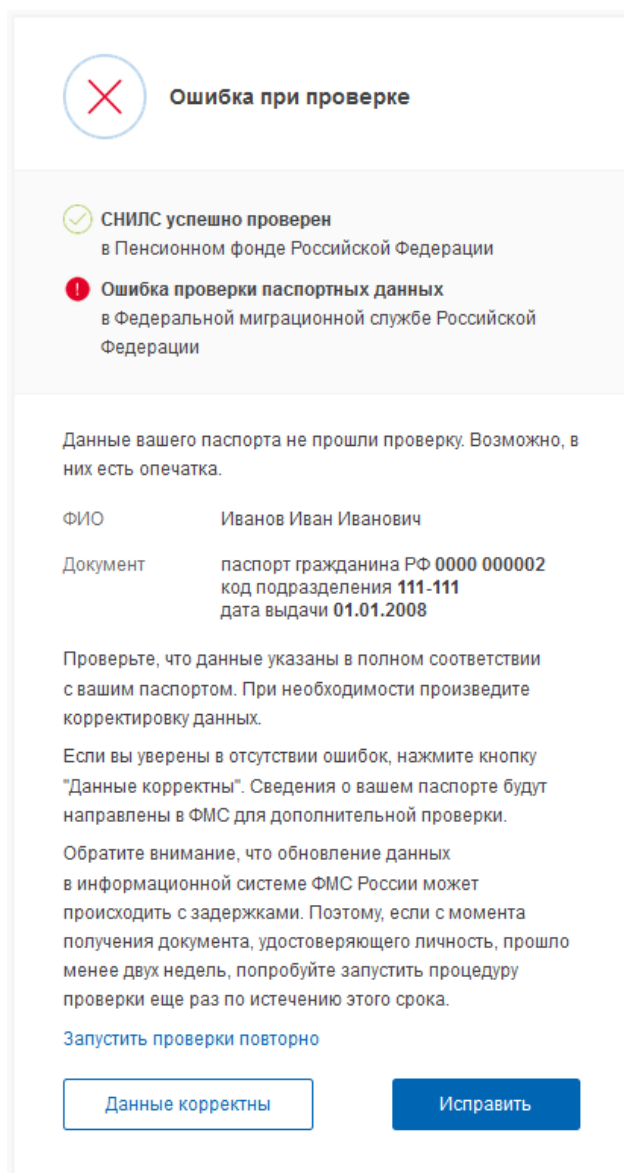 Ошибка при проверке
СНИЛС успешно проверен
в Пенсионном фонде Российской Федерации
Ошибка проверки паспортных данных
в Федеральной миграционной службе Российской
Федерации
Данные вашего паспорта не прошли проверку. Возможно, в
них есть опечатка.
ФИО Иванов Иван Иванович
Документ паспорт гражданина РФ 0000 000002
код подразделения 111-111
дата выдачи 01.01.2008
Проверьте, что данные указаны в полном соответствии
с вашим паспортом. При необходимости произведите
корректировку данных.
Если вы уверены в отсутствии ошибок, нажмите кнопку
"Данные корректны". Сведения о вашем паспорте будут
направлены в ФМС для дополнительной проверки.
Обратите внимание, что обновление данных
в информационной системе ФМС России может
происходить с задержками. Поэтому, если с момента
получения документа, удостоверяющего личность, прошло
менее двух недель, попробуйте запустить процедуру
проверки еще раз по истечению этого срока.
Запустить проверки повторно
Данные корректны Исправить